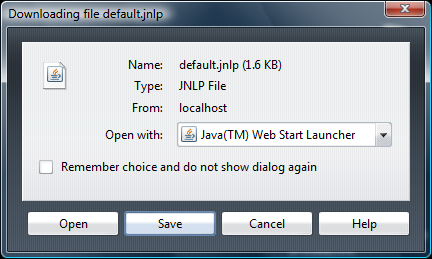 Downloading file default.jnlp
Name: default.jnlp (1.6 KB)
Type: JNLP File
From: localhost
Open with: Java(TM) Web Start Launcher
Remember choice and do not show dialog again
Open Save Cancel Help